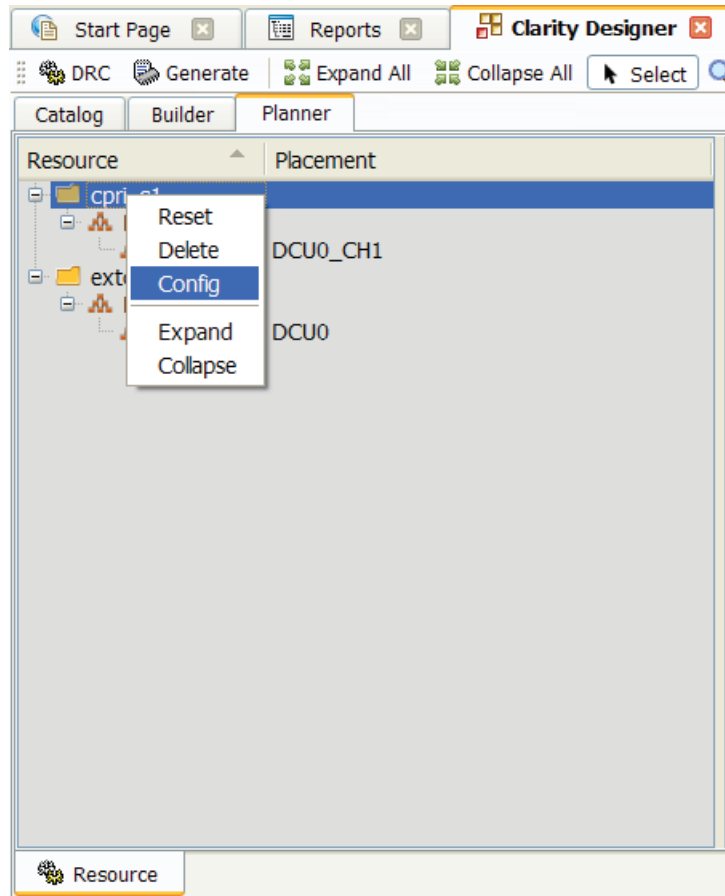 Start Page Reports Clarity Designer
DRC Generate Expand All Collapse All Select
Catalog Builder Planner
Resource Placement
Reset
Delete DCU0_CH1
Config
Expand DCU0
Collapse
Resource